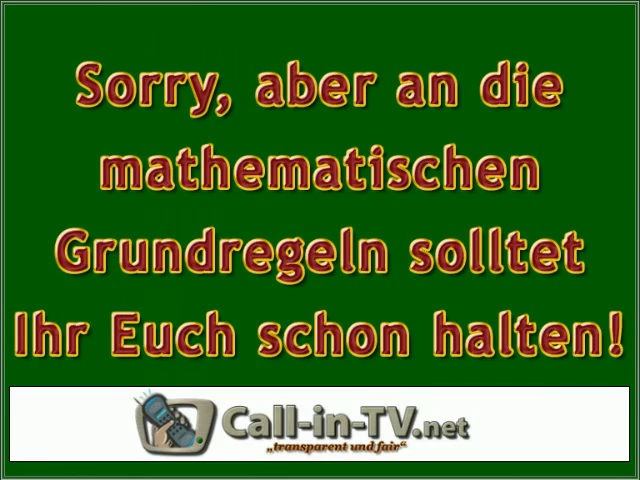 Sorry, aber an die
mathematischen
Grundregeln solltet
Ihr Euch schon halten!
Call-in-TV.net
„transparent und fair“